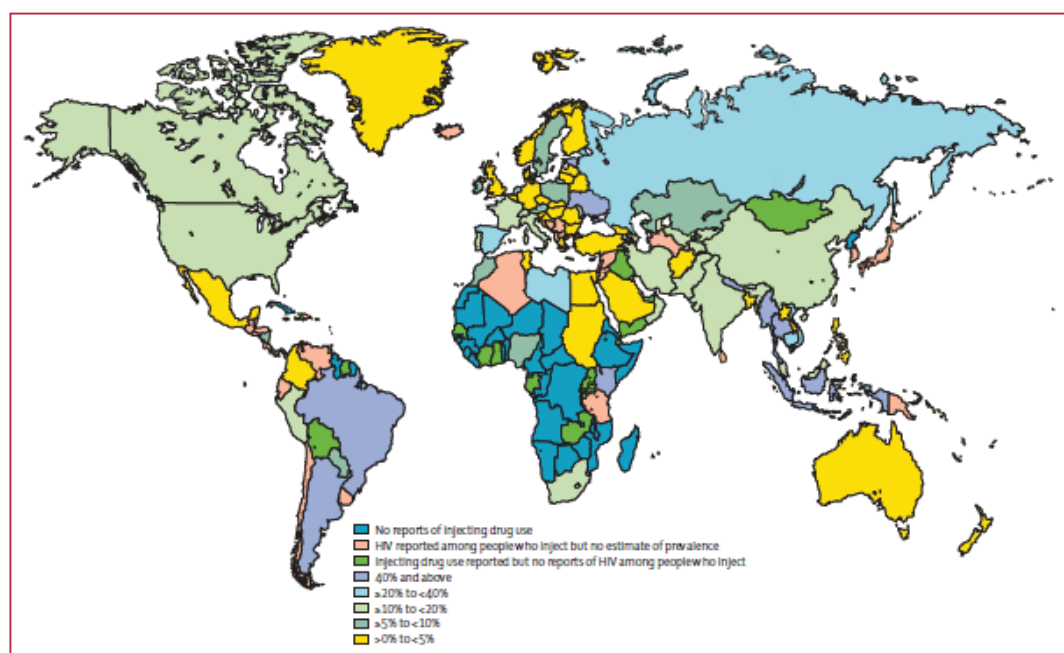 No reports of injecting drug use
HIV reported among people who inject but no estimate of prevalence
Injecting drug use reported but no reports of HIV among people who inject
40% and above
≥20% to <40%
≥10% to <20%
≥5% to <10%
>0% to <5%